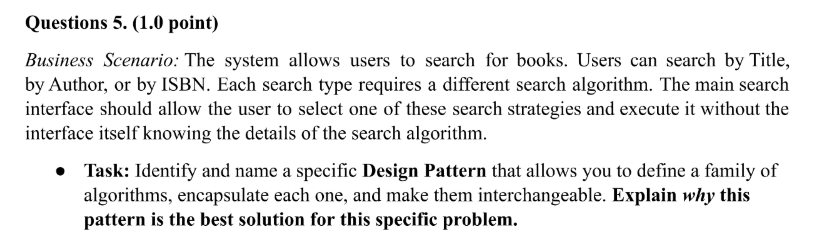 Questions 5. (1.0 point)
Business Scenario: The system allows users to search for books. Users can search by Title,
by Author, or by ISBN. Each search type requires a different search algorithm. The main search
interface should allow the user to select one of these search strategies and execute it without the
interface itself knowing the details of the search algorithm.
● Task: Identify and name a specific Design Pattern that allows you to define a family of
algorithms, encapsulate each one, and make them interchangeable. Explain why this
pattern is the best solution for this specific problem.